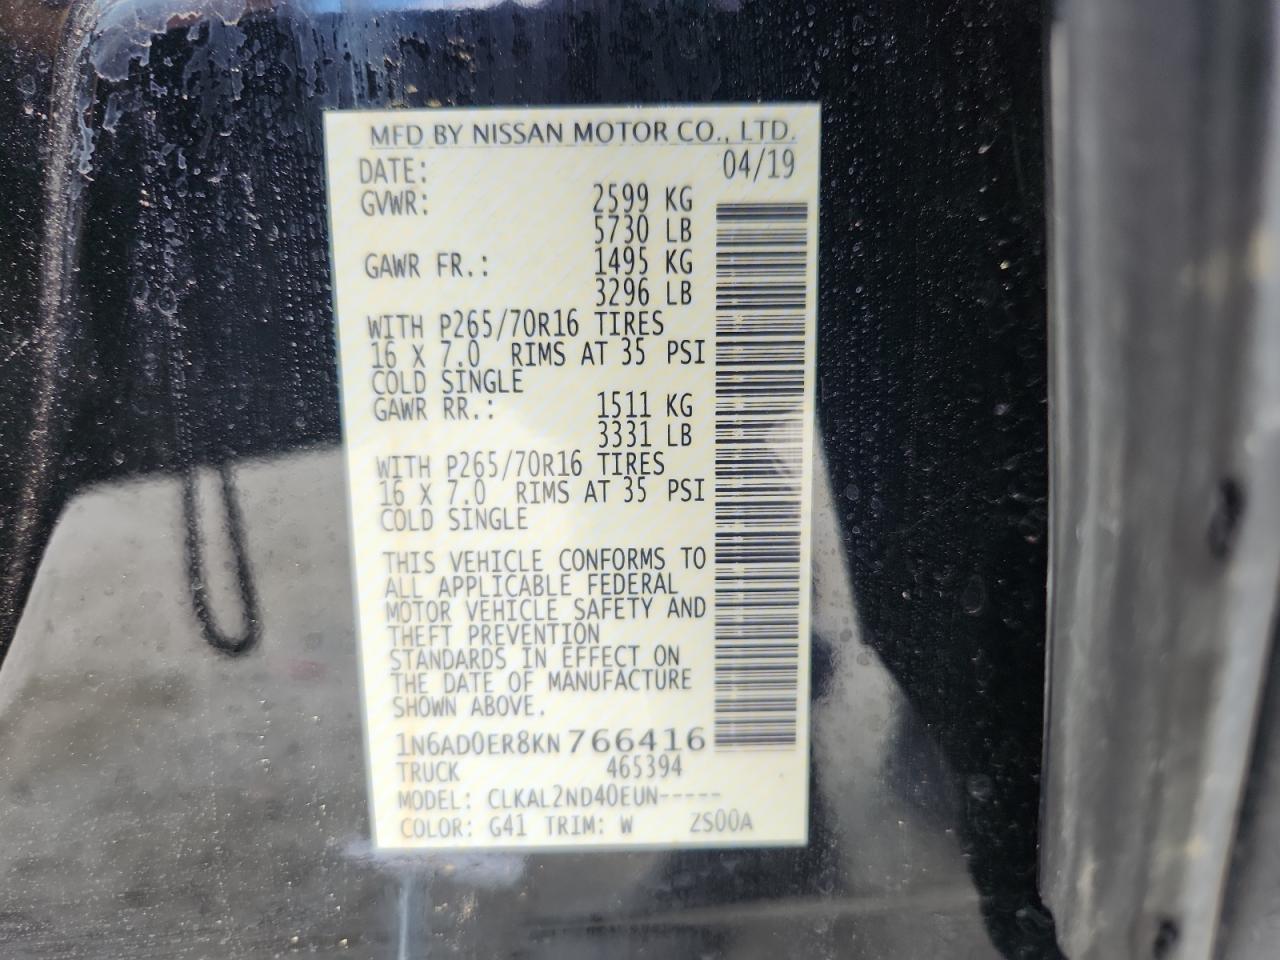 MFD BY NISSAN MOTOR CO., LTD.
DATE: 04/19
GVWR: 2599 KG
5730 LB
GAWR FR.: 1495 KG
3296 LB
WITH P265/70R16 TIRES
16 X 7.0 RIMS AT 35 PSI
COLD SINGLE
GAWR RR.: 1511 KG
3331 LB
WITH P265/70R16 TIRES
16 X 7.0 RIMS AT 35 PSI
COLD SINGLE
THIS VEHICLE CONFORMS TO
ALL APPLICABLE FEDERAL
MOTOR VEHICLE SAFETY AND
THEFT PREVENTION
STANDARDS IN EFFECT ON
THE DATE OF MANUFACTURE
SHOWN ABOVE.
1N6AD0ER8KN766416
TRUCK 465394
MODEL: CLKAL2ND40EUN-----
COLOR: G41 TRIM: W ZS00A